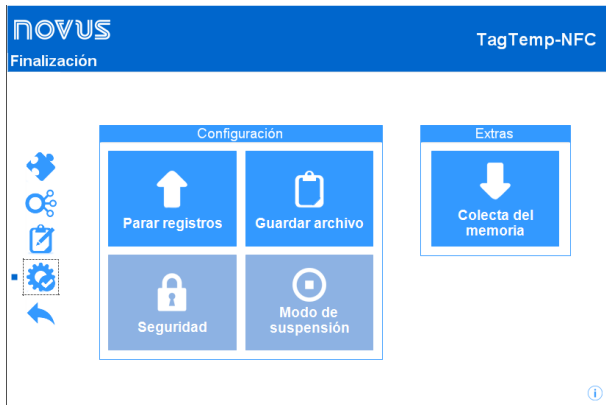 NOVUS
TagTemp-NFC
Finalización
Configuración
Extras
Parar registros
Guardar archivo
Colecta del
memoria
Seguridad
Modo de
suspensión
i